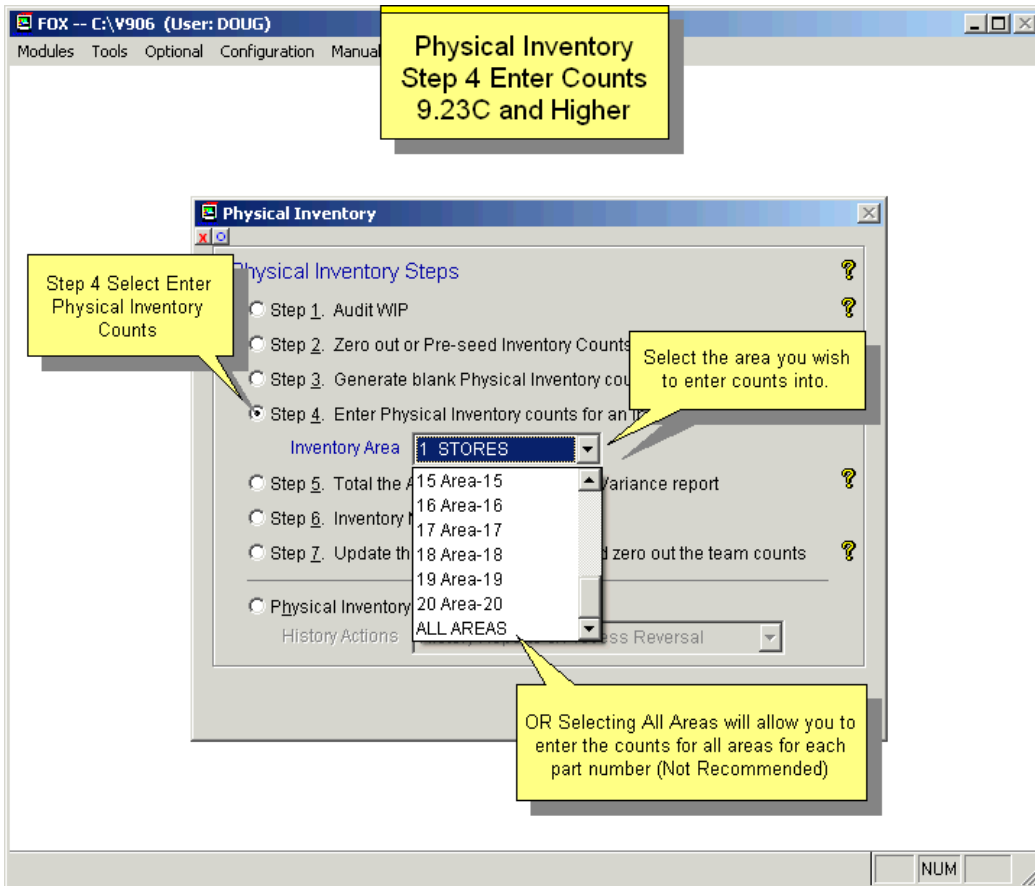 FOX -- C:\V906 (User: DOUG)
Modules Tools Optional Configuration Manual
Physical Inventory
Step 4 Enter Counts
9.23C and Higher
Physical Inventory
x
Physical Inventory Steps
Step 4 Select Enter
Physical Inventory
Counts
Step 1. Audit WIP
Step 2. Zero out or Pre-seed Inventory Counts
Step 3. Generate blank Physical Inventory
Step 4. Enter Physical Inventory counts for an
Select the area you wish
to enter counts into.
Inventory Area 1 STORES
15 Area-15
16 Area-16
17 Area-17
18 Area-18
19 Area-19
20 Area-20
ALL AREAS
Step 5. Total the Variance report
Step 6. Inventory
Step 7. Update zero out the team counts
Physical Inventory
History Actions Reversal
OR Selecting All Areas will allow you to
enter the counts for all areas for each
part number (Not Recommended)
NUM